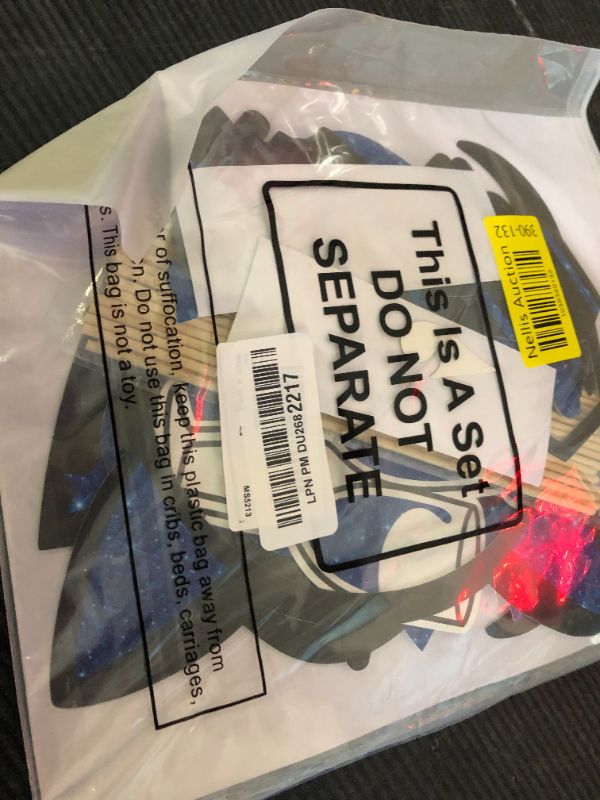 This Is A Set
DO NOT
SEPARATE
390-132
Nellis Auction
LPN PM DU268 2217
MS5213
r of suffocation, keep this plastic bag away from
n. Do not use this bag in cribs, beds, carriages,
s. This bag is not a toy.